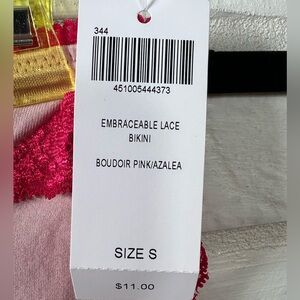 344
451005444373
EMBRACEABLE LACE
BIKINI
BOUDOIR PINK/AZALEA
SIZE S
$11.00